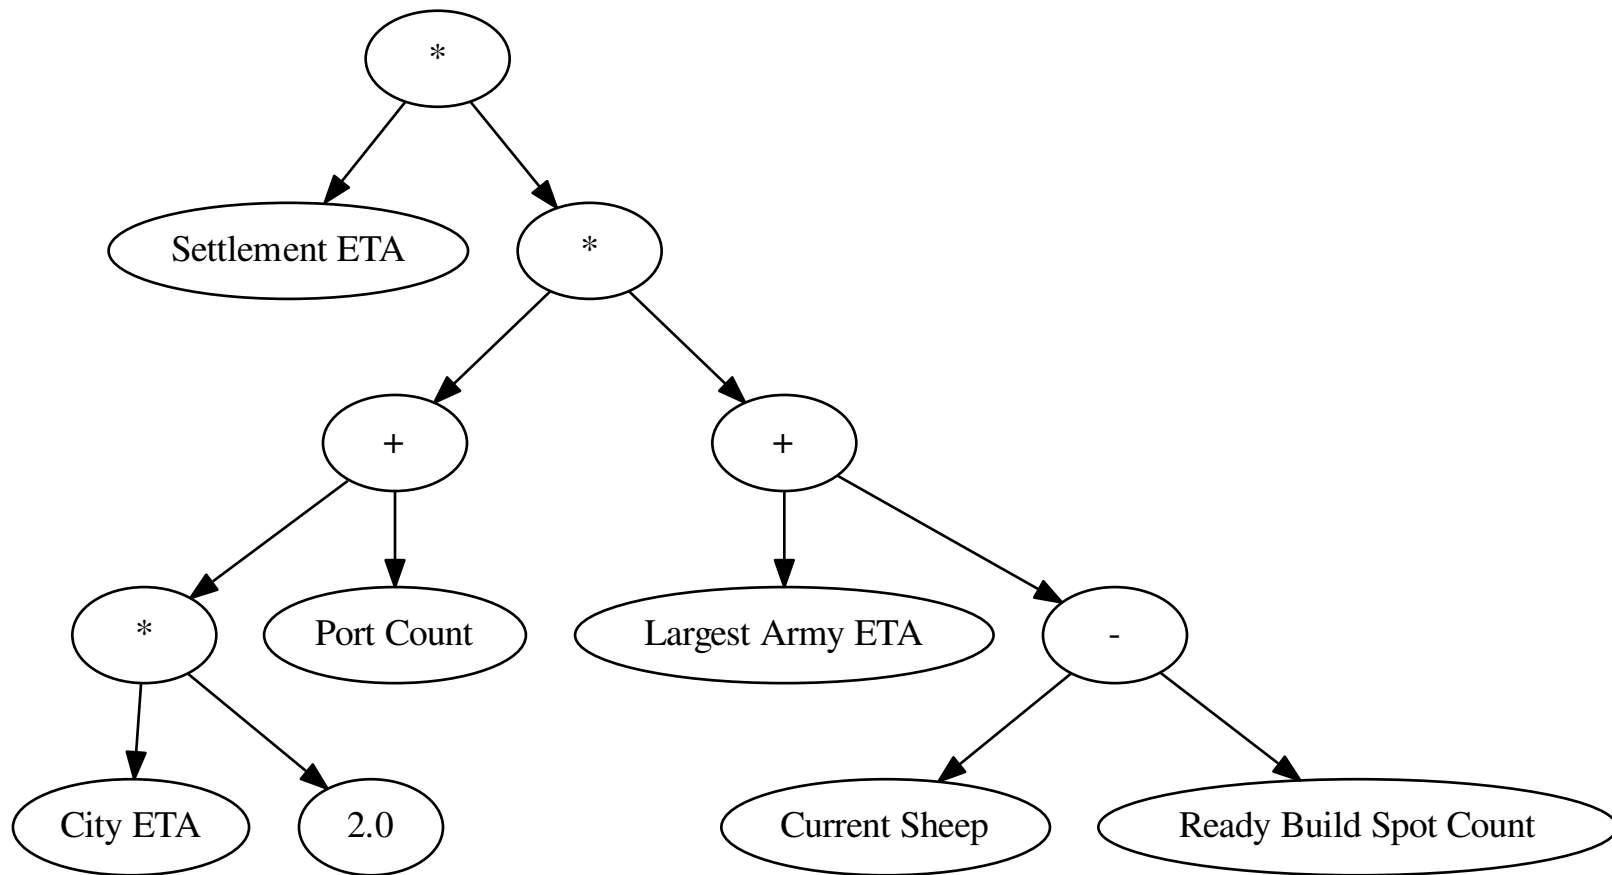 *
Settlement ETA
*
+
+
*
Port Count
Largest Army ETA
-
City ETA
2.0
Current Sheep
Ready Build Spot Count